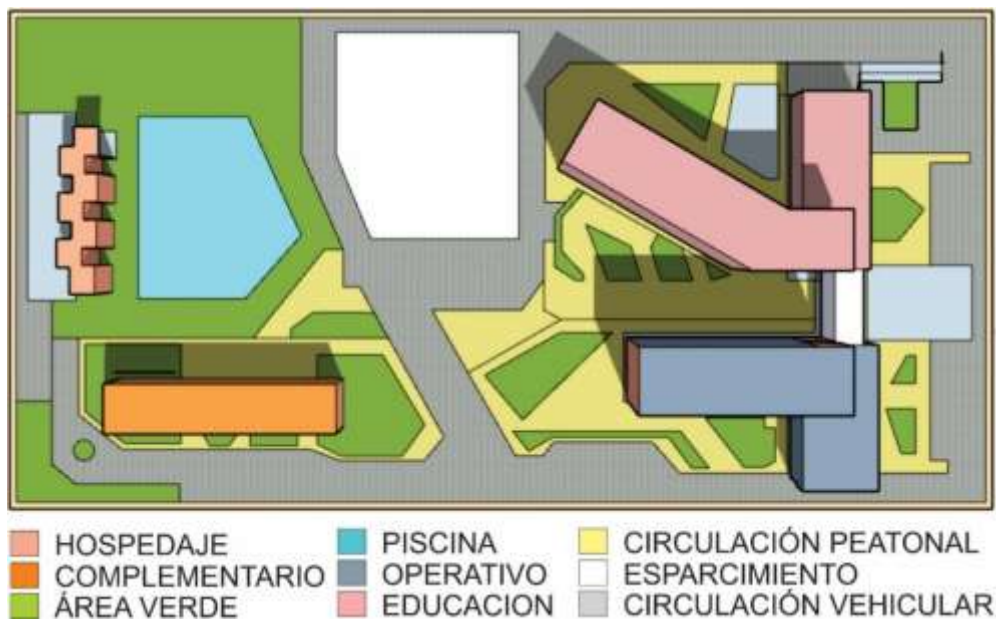 HOSPEDAJE PISCINA CIRCULACIÓN PEATONAL
COMPLEMENTARIO OPERATIVO ESPARCIMIENTO
ÁREA VERDE EDUCACION CIRCULACIÓN VEHICULAR